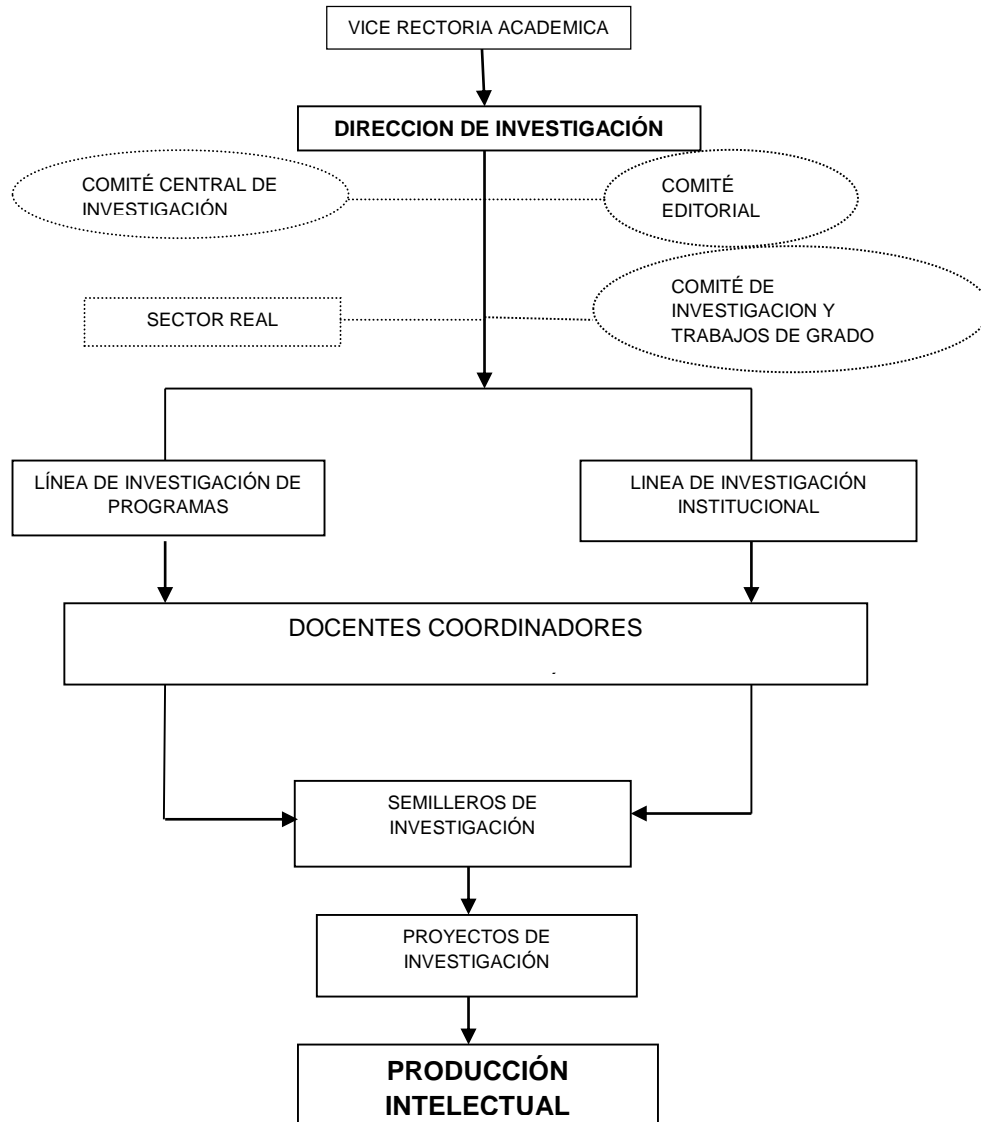 VICE RECTORIA ACADEMICA
DIRECCION DE INVESTIGACIÓN
COMITÉ CENTRAL DE
INVESTIGACIÓN
COMITÉ
EDITORIAL
SECTOR REAL
COMITÉ DE
INVESTIGACION Y
TRABAJOS DE GRADO
LÍNEA DE INVESTIGACIÓN DE
PROGRAMAS
LINEA DE INVESTIGACIÓN
INSTITUCIONAL
DOCENTES COORDINADORES
SEMILLEROS DE
INVESTIGACIÓN
PROYECTOS DE
INVESTIGACIÓN
PRODUCCIÓN
INTELECTUAL